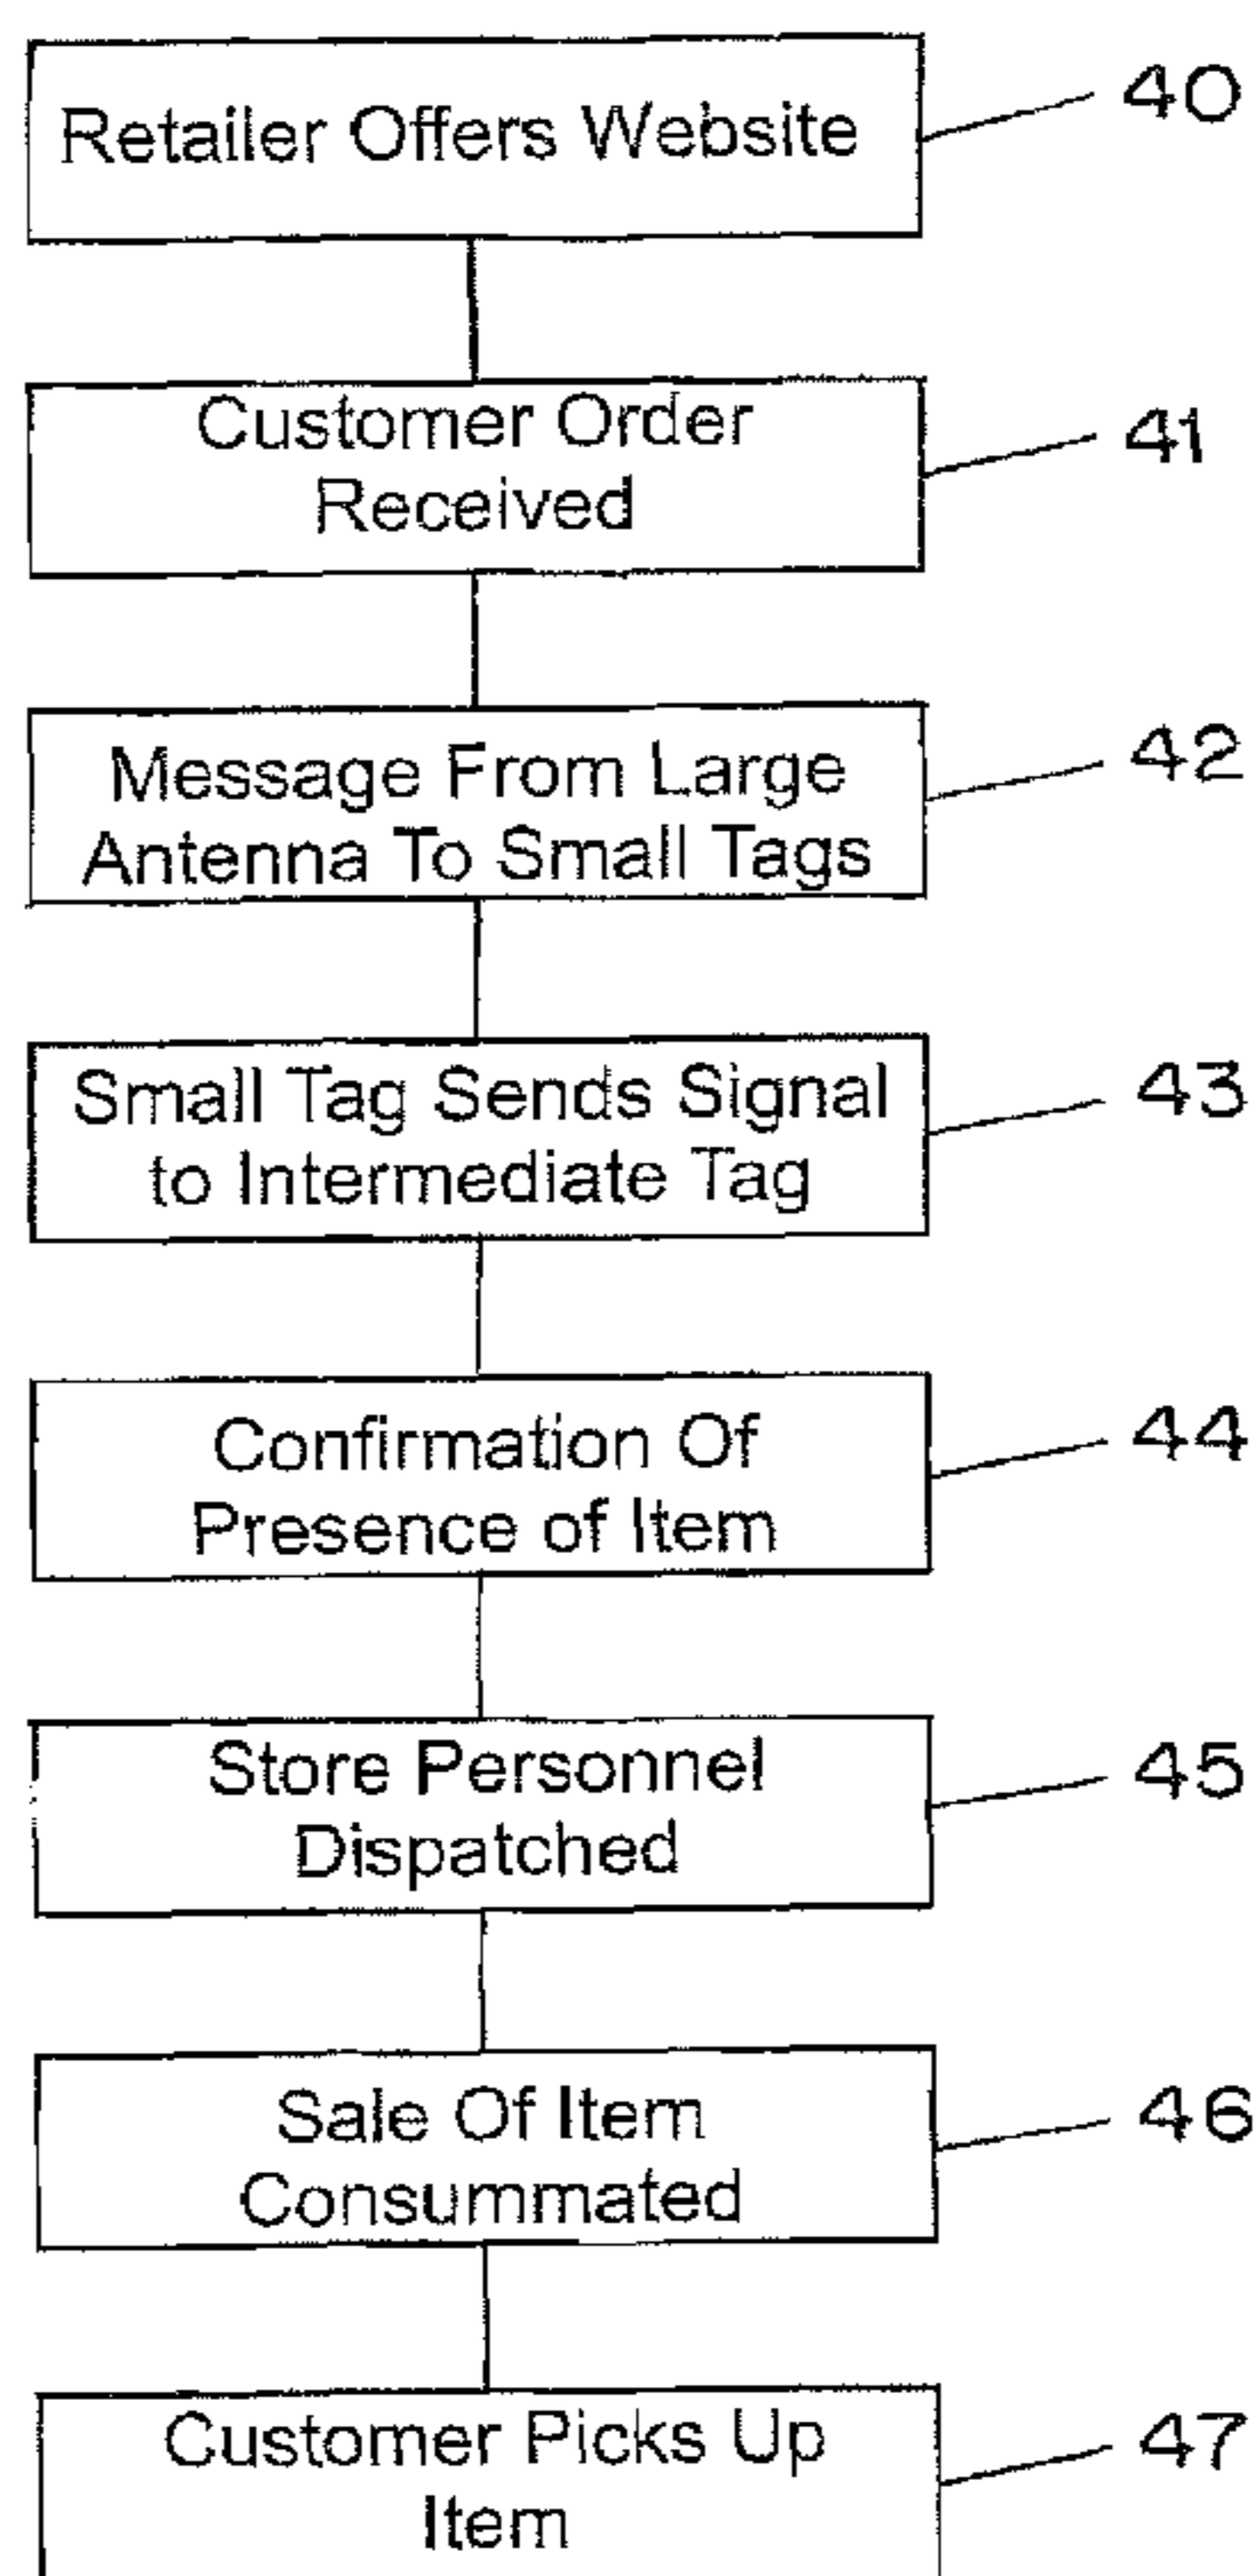 Retailer Offers Website
40
Customer Order
Received
41
Message From Large
Antenna To Small Tags
42
Small Tag Sends Signal
to Intermediate Tag
43
Confirmation Of
Presence of Item
44
Store Personnel
Dispatched
45
Sale Of Item
Consummated
46
Customer Picks Up
Item
47